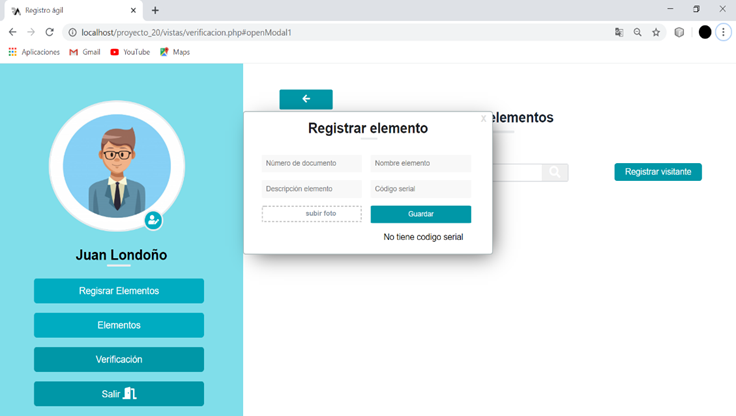 Registro ágil
localhost/proyecto_20/vistas/verificacion.php#openModal1
Aplicaciones
Gmail
YouTube
Maps
Juan Londoño
Regisrar Elementos
Elementos
Verificación
Salir
elementos
Registrar visitante
X
Registrar elemento
Número de documento
Nombre elemento
Descripción elemento
Código serial
subir foto
Guardar
No tiene codigo serial